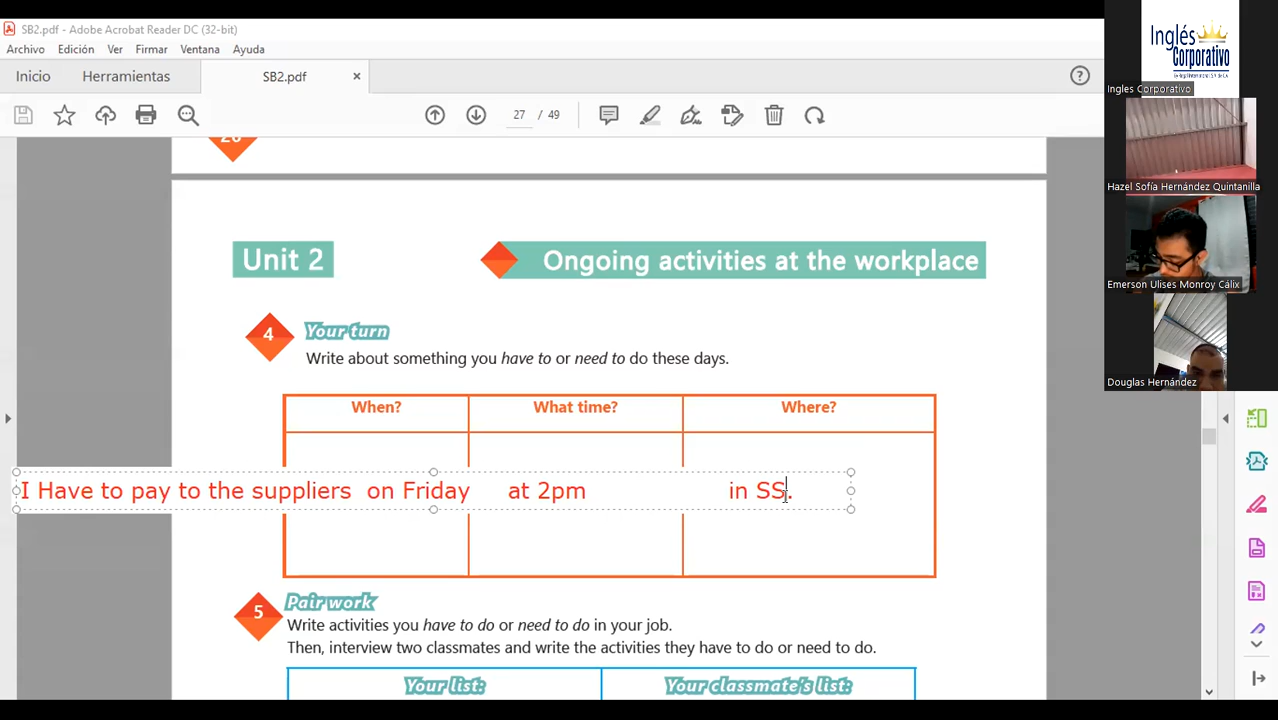 SB2.pdf - Adobe Acrobat Reader DC (32-bit)
Archivo Edición Ver Firmar Ventana Ayuda
Inicio Herramientas SB2.pdf ×
27 / 49
Unit 2 Ongoing activities at the workplace
4 Your turn
Write about something you have to or need to do these days.
When? What time? Where?
I Have to pay to the suppliers on Friday at 2pm in SS.
5 Pair work
Write activities you have to do or need to do in your job.
Then, interview two classmates and write the activities they have to do or need to do.
Your list: Your classmate's list:
Inglés
Corporativo
Ingles Corporativo
Hazel Sofía Hernández Quintanilla
Emerson Ulises Monroy Cálix
Douglas Hernández